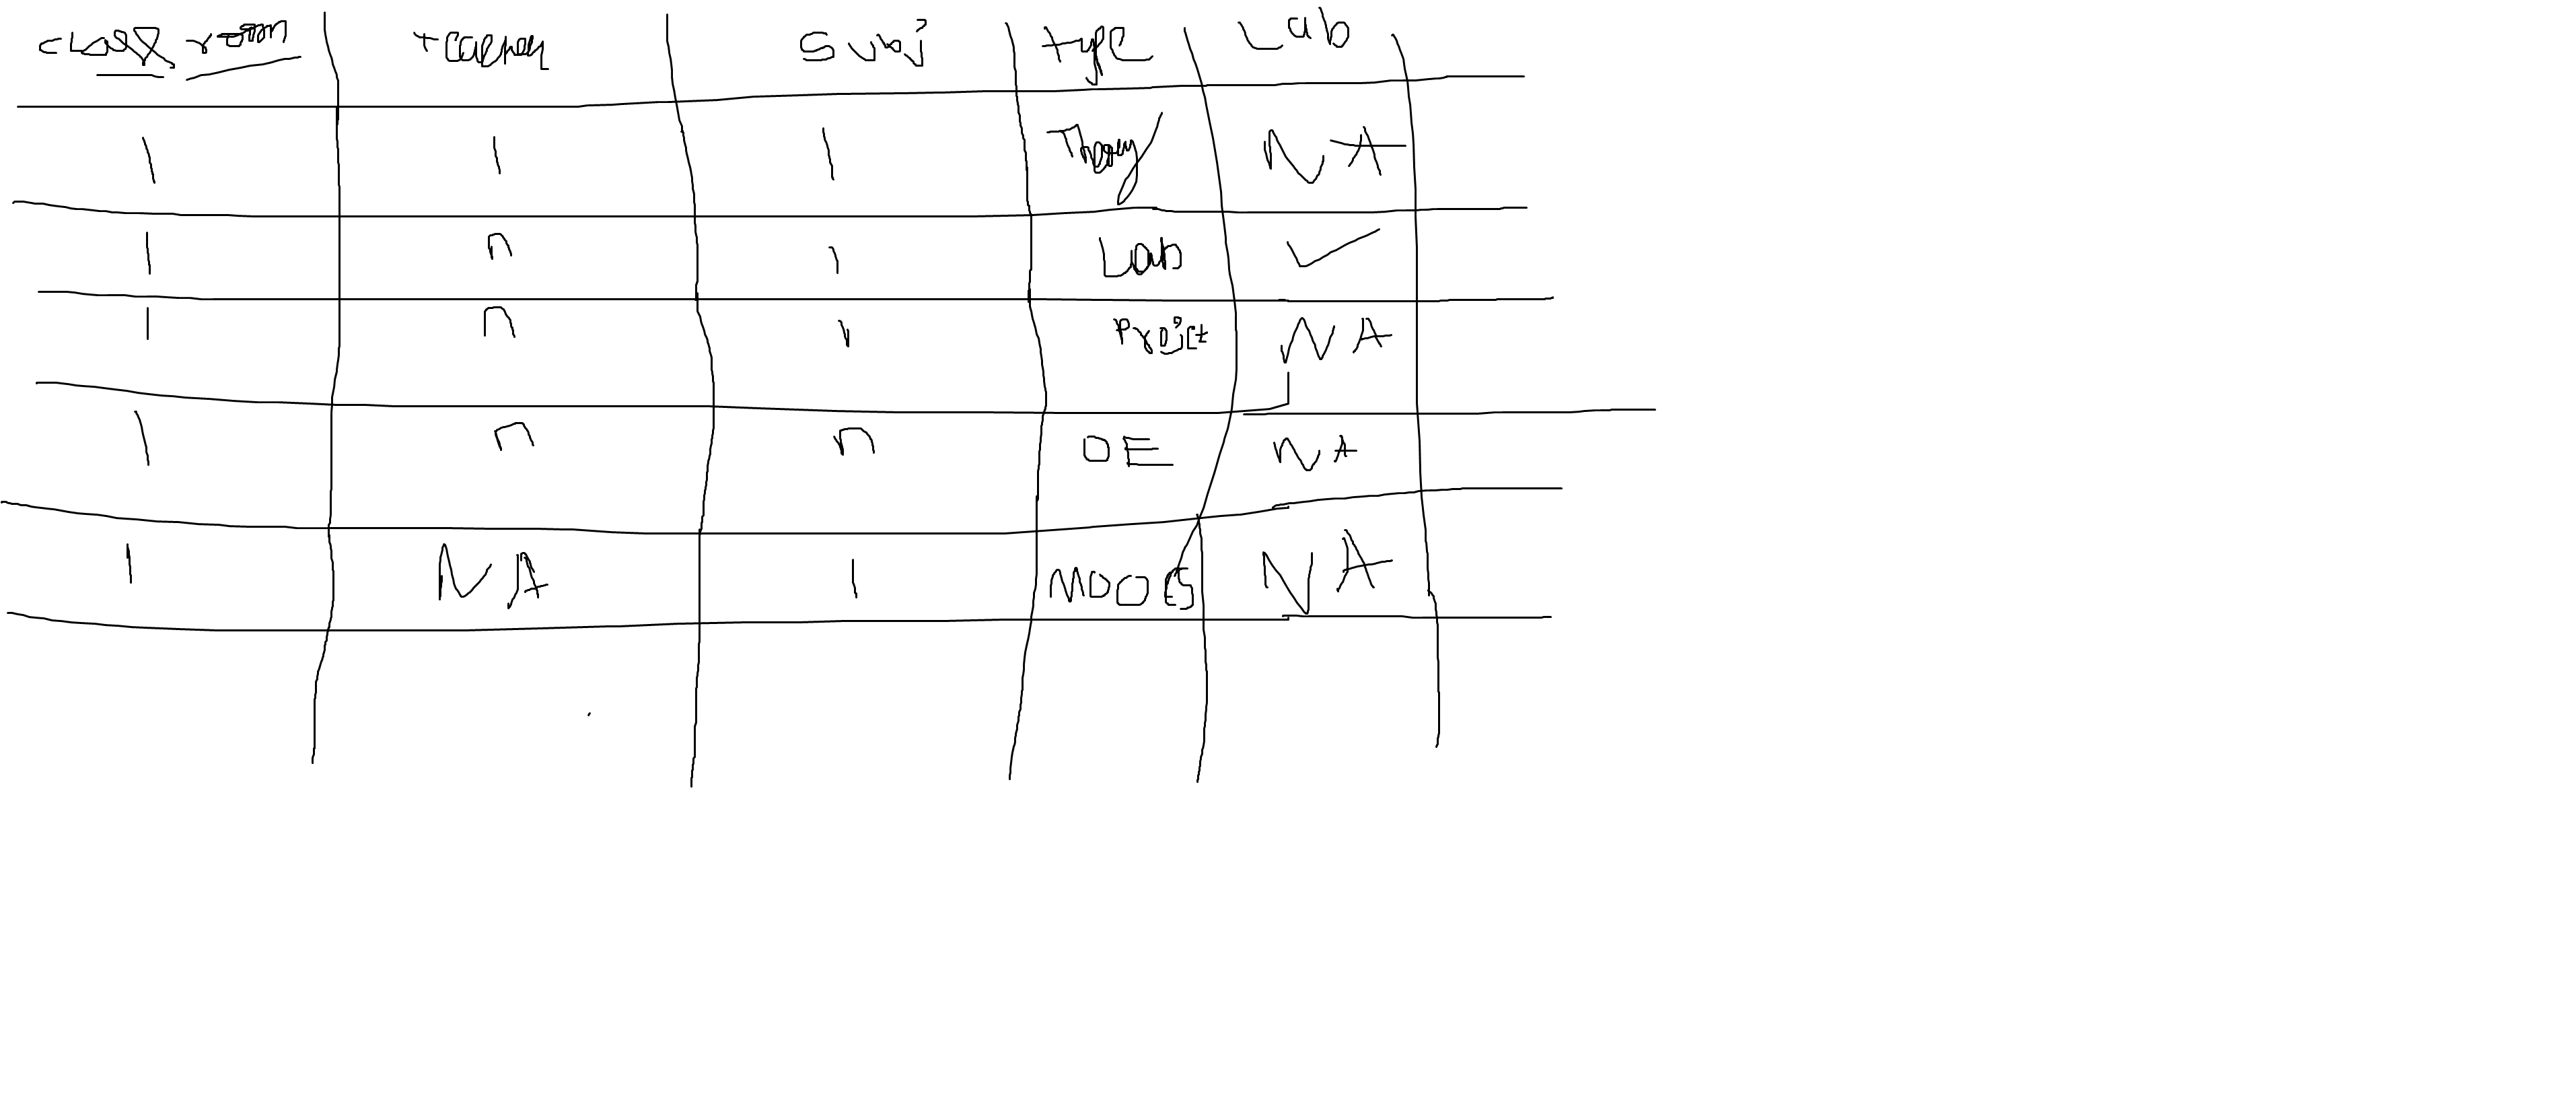 class room teacher subj type Lab
1 1 1 Theory NA
1 n 1 Lab ✓
1 n 1 Project NA
1 n n OE NA
1 NA 1 MOOCS NA